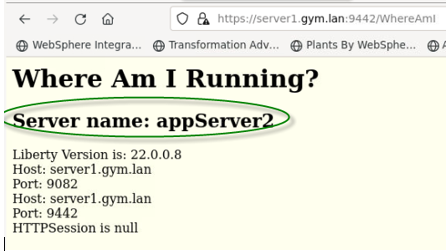 https://server1.gym.lan:9442/WhereAmI
WebSphere Integra... Transformation Adv... Plants By WebSphe...
Where Am I Running?
Server name: appServer2
Liberty Version is: 22.0.0.8
Host: server1.gym.lan
Port: 9082
Host: server1.gym.lan
Port: 9442
HTTPSession is null